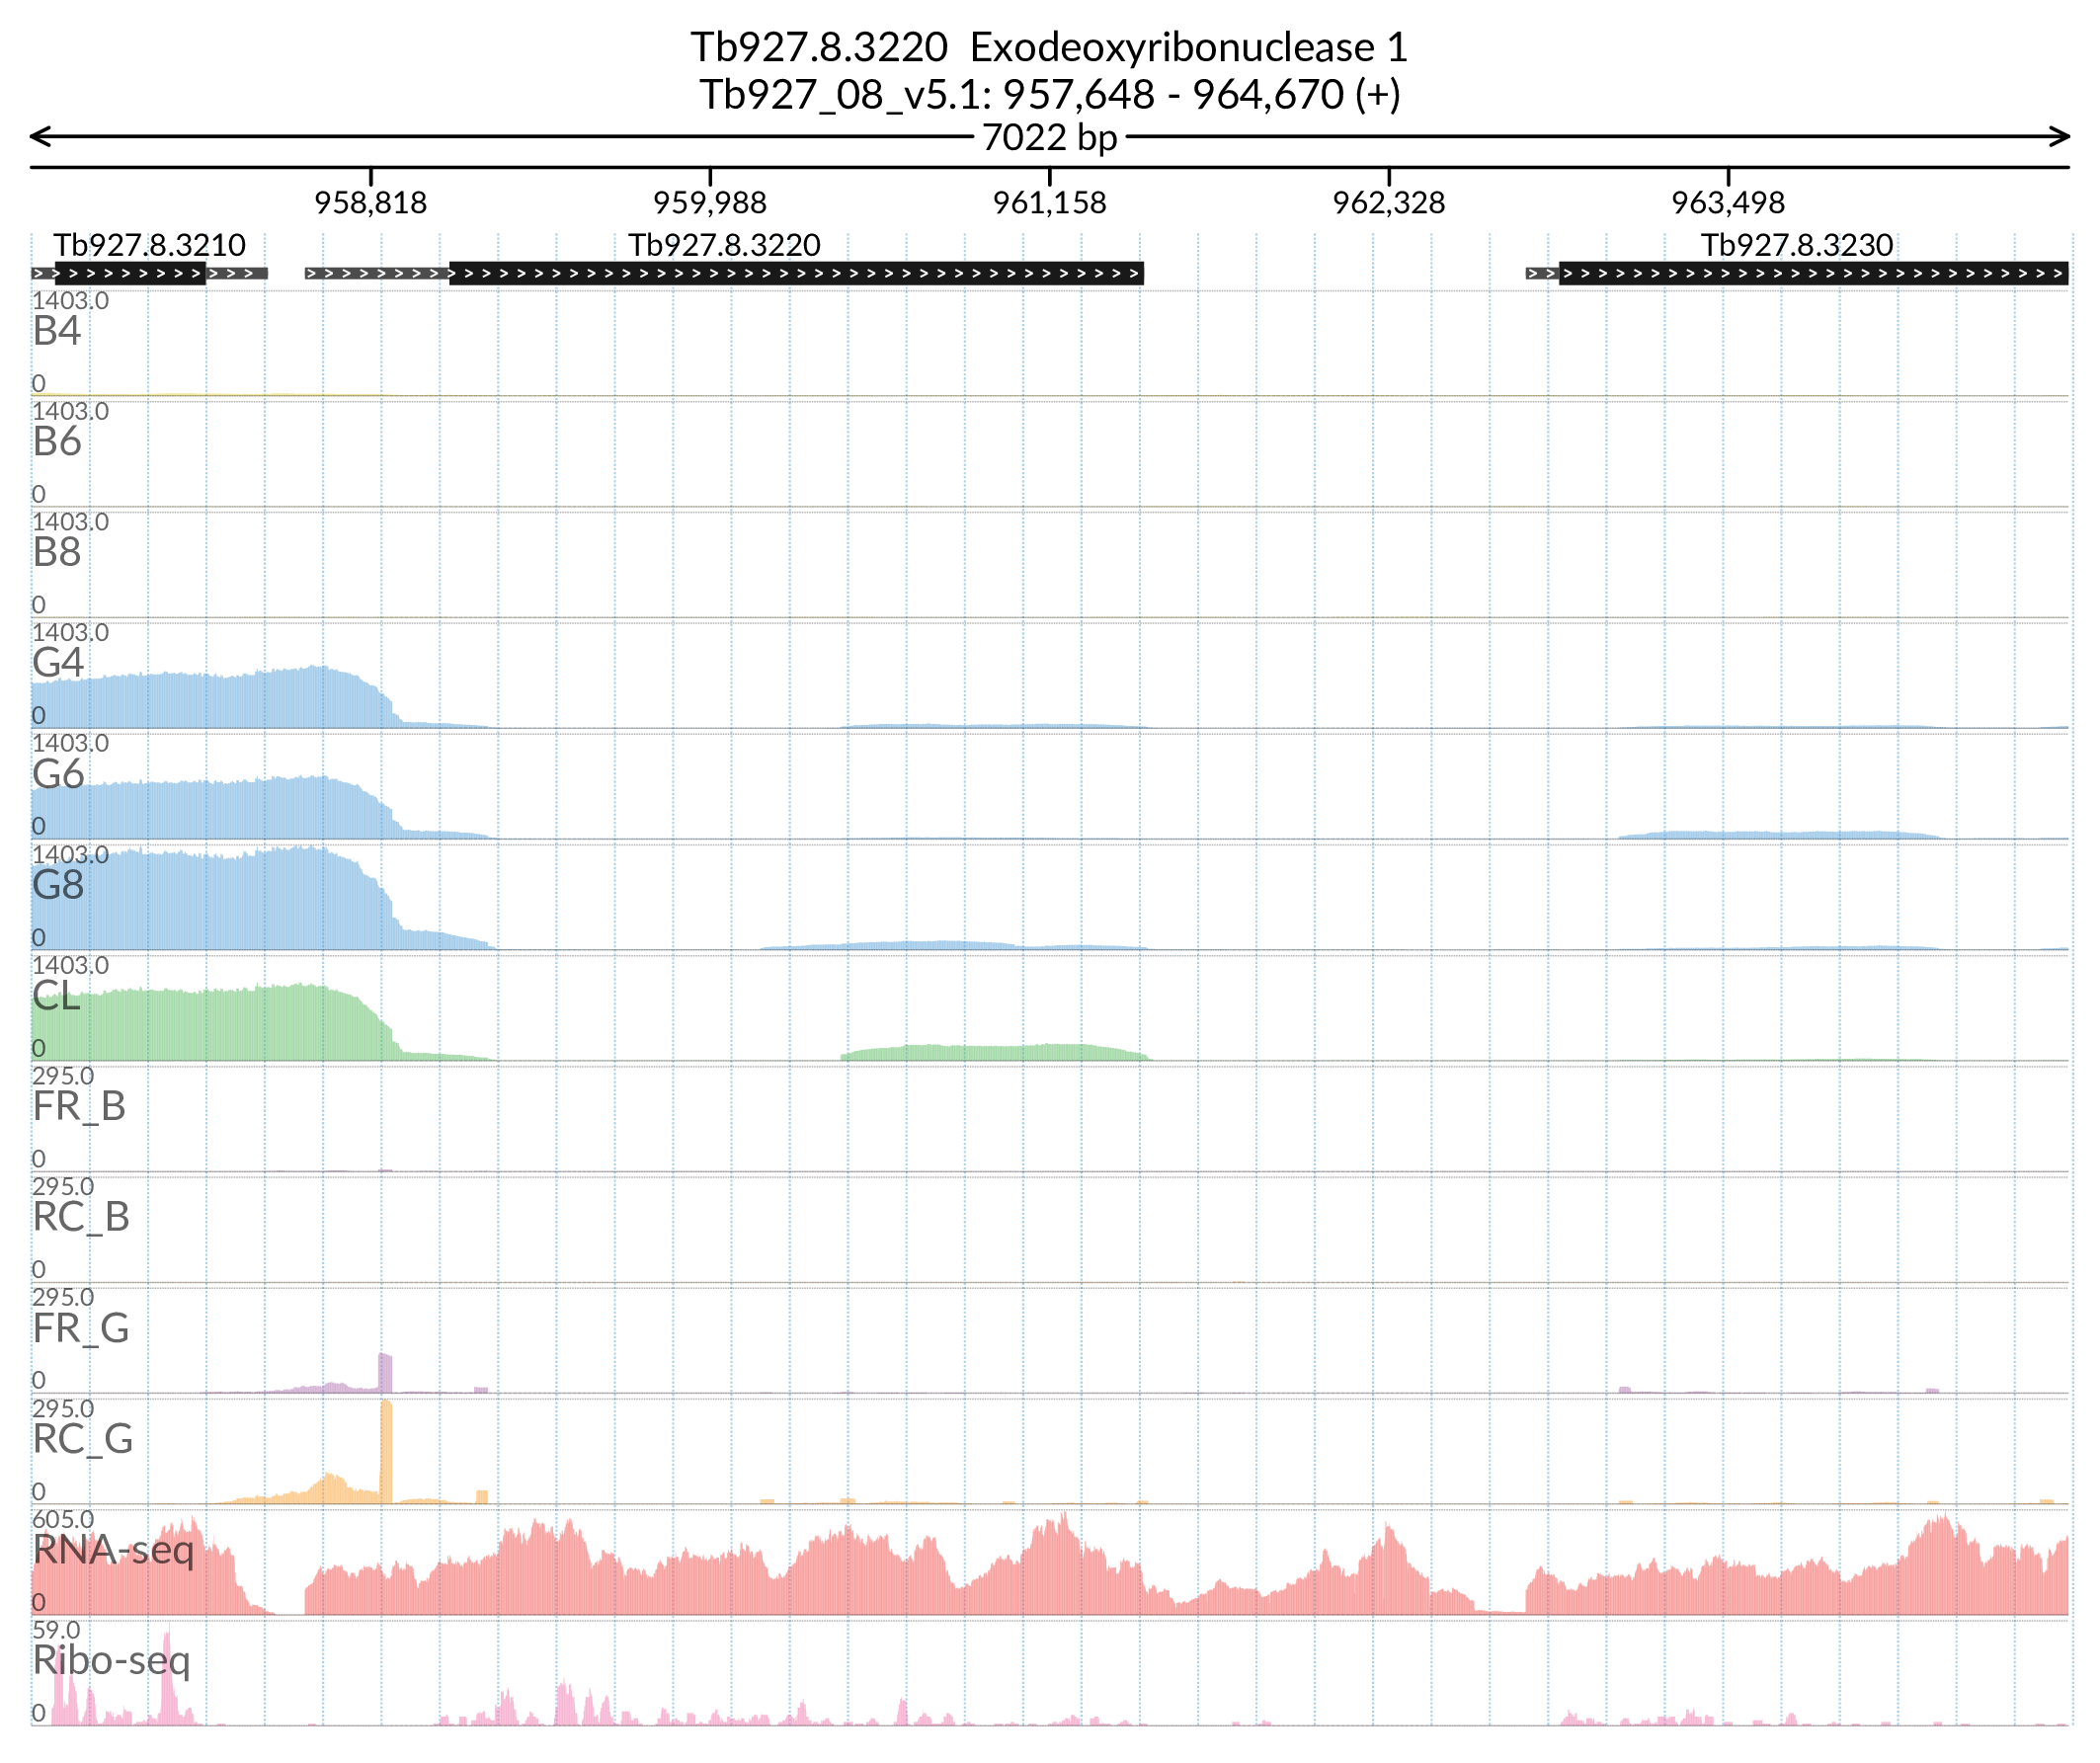 Tb927.8.3220 Exodeoxyribonuclease 1
Tb927_08_v5.1: 957,648 - 964,670 (+)
7022 bp
958,818 959,988 961,158 962,328 963,498
Tb927.8.3210 Tb927.8.3220 Tb927.8.3230
1403.0
B4
0
1403.0
B6
0
1403.0
B8
0
1403.0
G4
0
1403.0
G6
0
1403.0
G8
0
1403.0
CL
0
295.0
FR_B
0
295.0
RC_B
0
295.0
FR_G
0
295.0
RC_G
0
605.0
RNA-seq
0
59.0
Ribo-seq
0